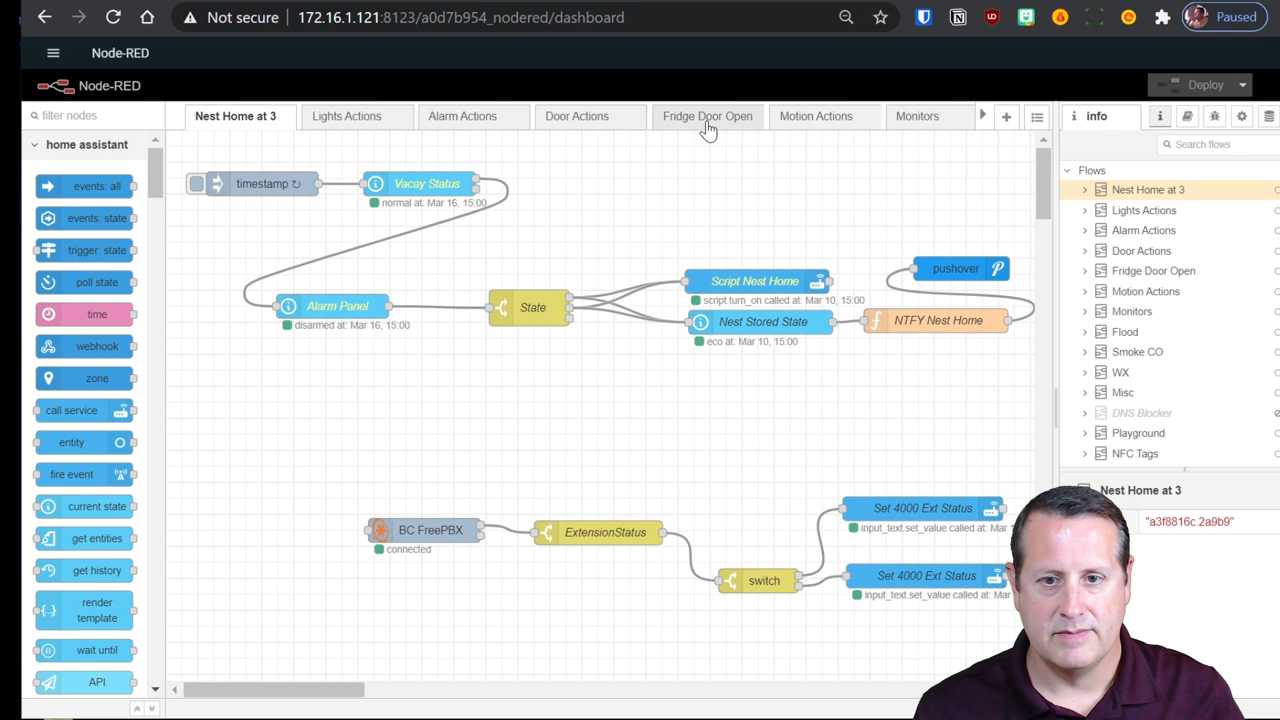 Not secure
172.16.1.121:8123/a0d7b954_nodered/dashboard
Paused
Node-RED
Node-RED
Deploy
filter nodes
Nest Home at 3
Lights Actions
Alarm Actions
Door Actions
Fridge Door Open
Motion Actions
Monitors
i info
Search flows
home assistant
events: all
events: state
trigger: state
poll state
time
webhook
zone
call service
entity
fire event
current state
get entities
get history
render
template
wait until
API
timestamp ↻
Vacay Status
normal at: Mar 16, 15:00
Alarm Panel
disarmed at: Mar 16, 15:00
State
Script Nest Home
script.turn_on called at: Mar 10, 15:00
Nest Stored State
eco at: Mar 10, 15:00
pushover
NTFY Nest Home
BC FreePBX
connected
ExtensionStatus
switch
Set 4000 Ext Status
input_text.set_value called at: Mar
Set 4000 Ext Status
input_text.set_value called at: Mar
Flows
Nest Home at 3
Lights Actions
Alarm Actions
Door Actions
Fridge Door Open
Motion Actions
Monitors
Flood
Smoke CO
WX
Misc
DNS Blocker
Playground
NFC Tags
Nest Home at 3
"a3f8816c.2a9b9"